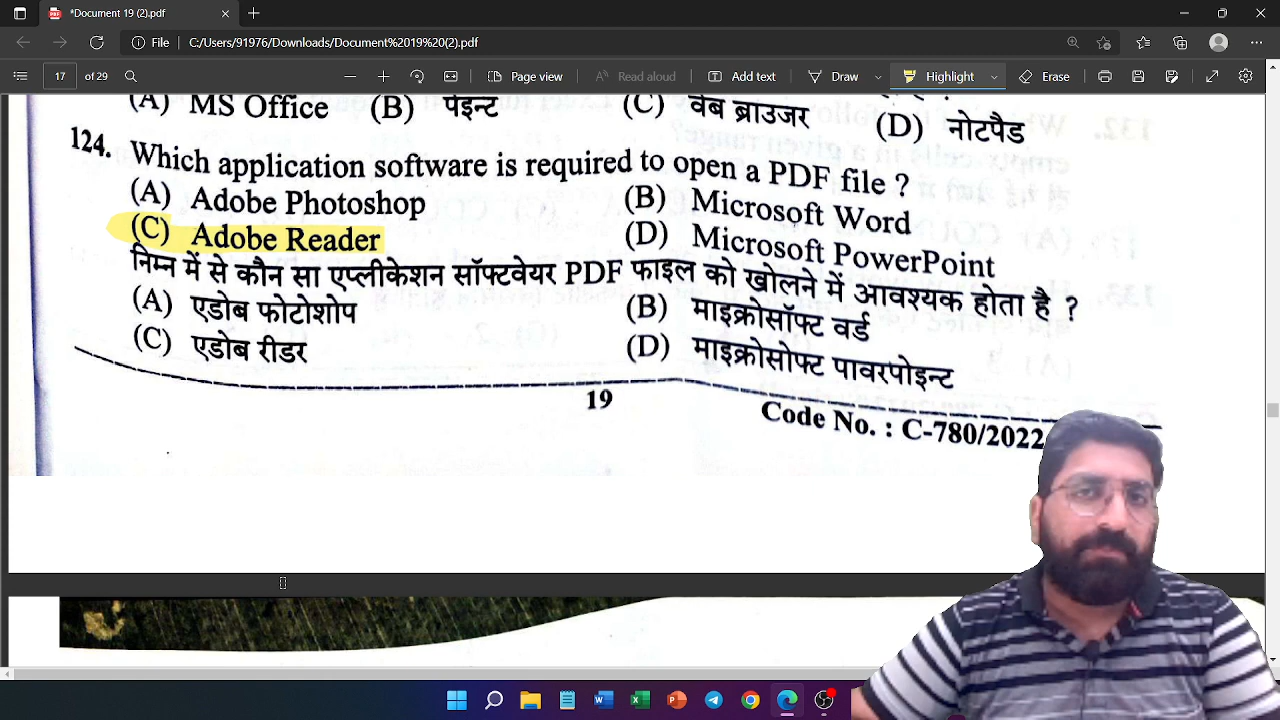 *Document 19 (2).pdf
File C:/Users/91976/Downloads/Document%2019%20(2).pdf
17 of 29 Page view Read aloud Add text Draw Highlight Erase
(A) MS Office (B) पेइन्ट (C) वेब ब्राउजर (D) नोटपैड
124. Which application software is required to open a PDF file ?
(A) Adobe Photoshop (B) Microsoft Word
(C) Adobe Reader (D) Microsoft PowerPoint
निम्न में से कौन सा एप्लीकेशन सॉफ्टवेयर PDF फाइल को खोलने में आवश्यक होता है ?
(A) एडोब फोटोशोप (B) माइक्रोसॉफ्ट वर्ड
(C) एडोब रीडर (D) माइक्रोसोफ्ट पावरपोइन्ट
19
Code No. : C-780/2022